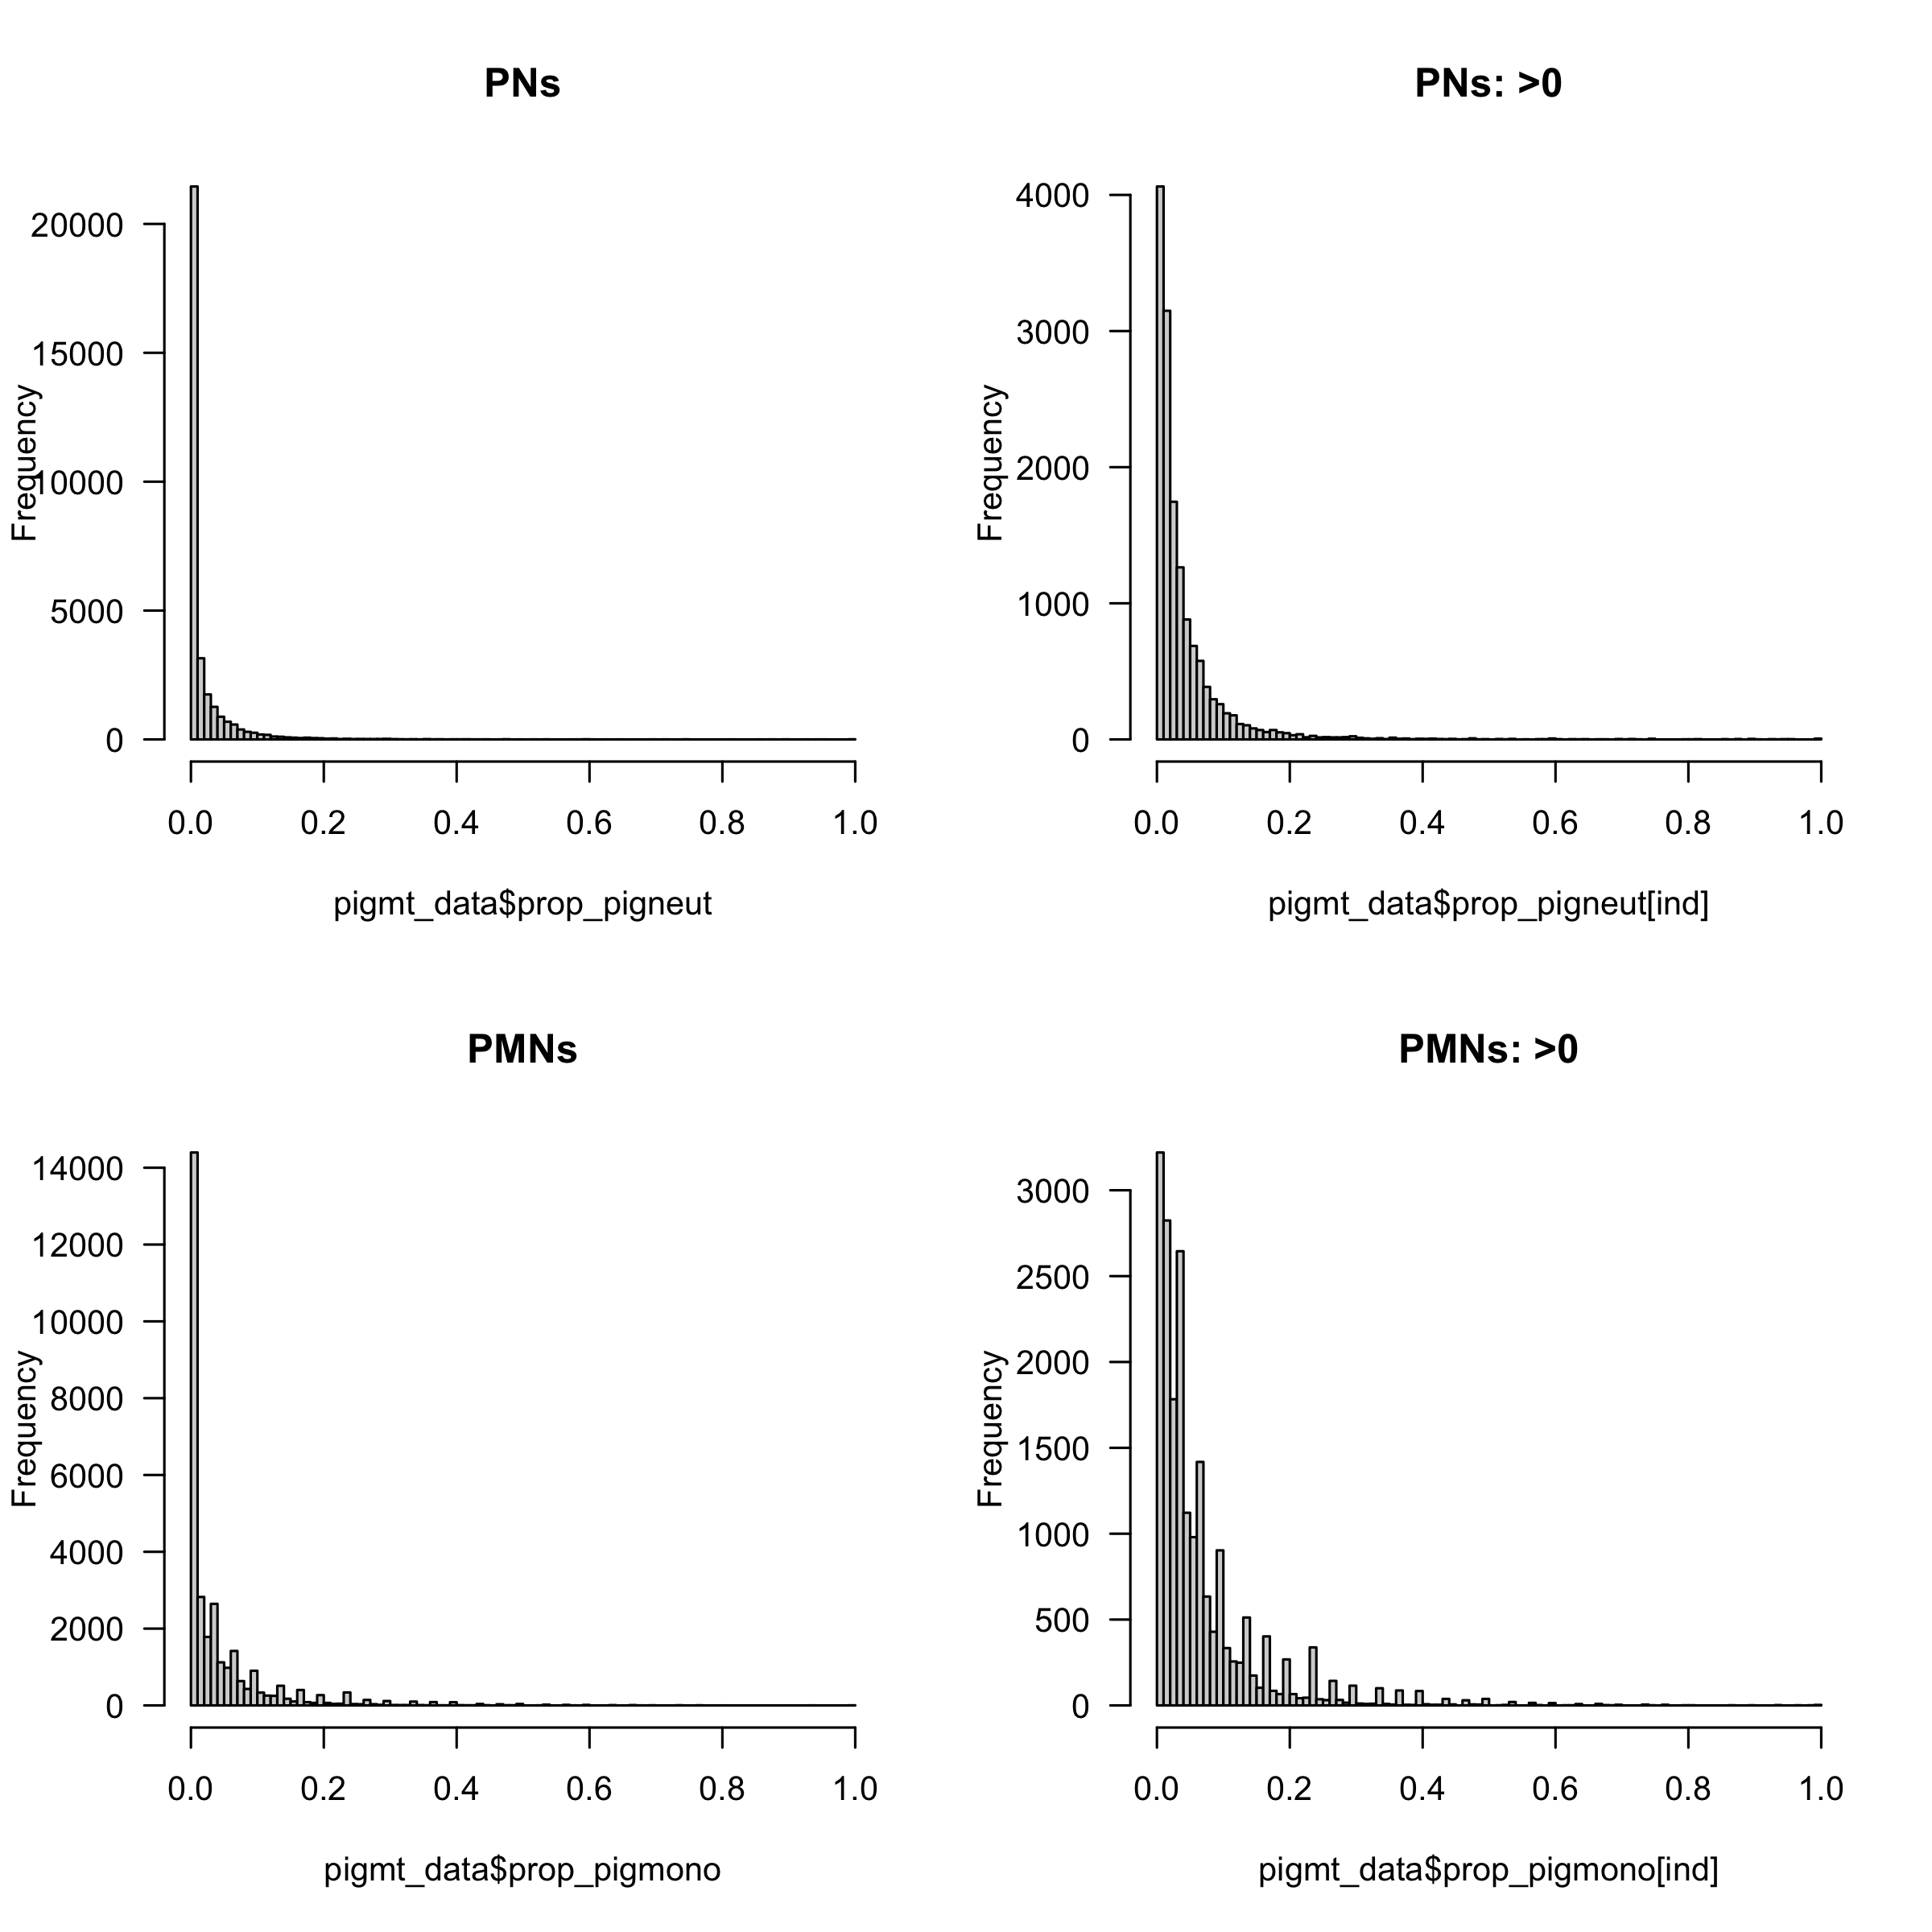 PNs
Frequency
20000
15000
10000
5000
0
0.0 0.2 0.4 0.6 0.8 1.0
pigmt_data$prop_pigneut
PNs: >0
Frequency
4000
3000
2000
1000
0
0.0 0.2 0.4 0.6 0.8 1.0
pigmt_data$prop_pigneut[ind]
PMNs
Frequency
14000
12000
10000
8000
6000
4000
2000
0
0.0 0.2 0.4 0.6 0.8 1.0
pigmt_data$prop_pigmono
PMNs: >0
Frequency
3000
2500
2000
1500
1000
500
0
0.0 0.2 0.4 0.6 0.8 1.0
pigmt_data$prop_pigmono[ind]